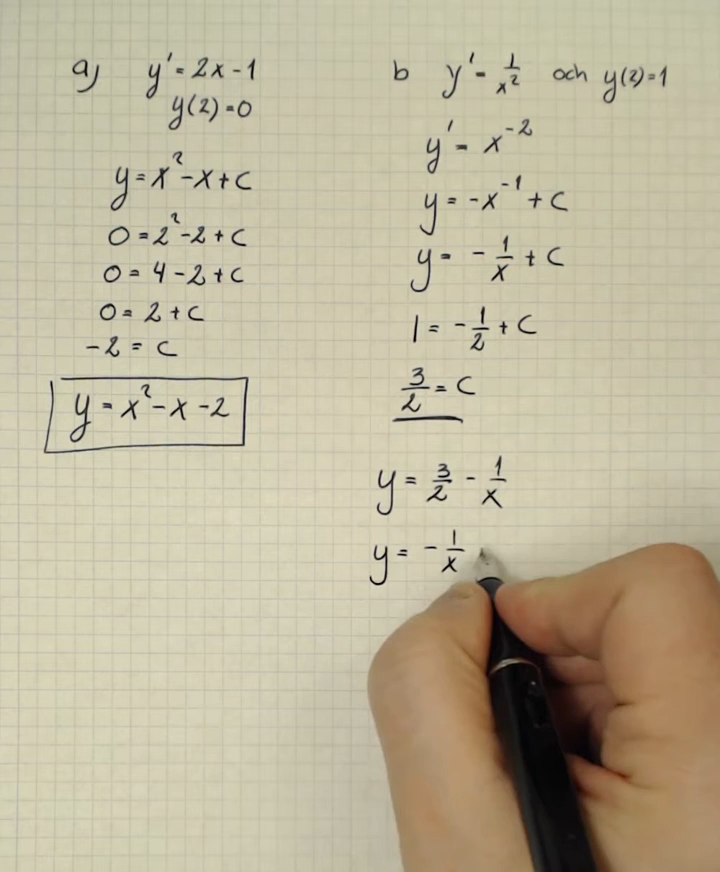 a) y' = 2x - 1
y(2) = 0
y = x² - x + C
0 = 2² - 2 + C
0 = 4 - 2 + C
0 = 2 + C
-2 = C
y = x² - x - 2
b y' = 1/x² och y(2) = 1
y' = x⁻²
y = -x⁻¹ + C
y = - 1/x + C
1 = - 1/2 + C
3/2 = C
y = 3/2 - 1/x
y = - 1/x